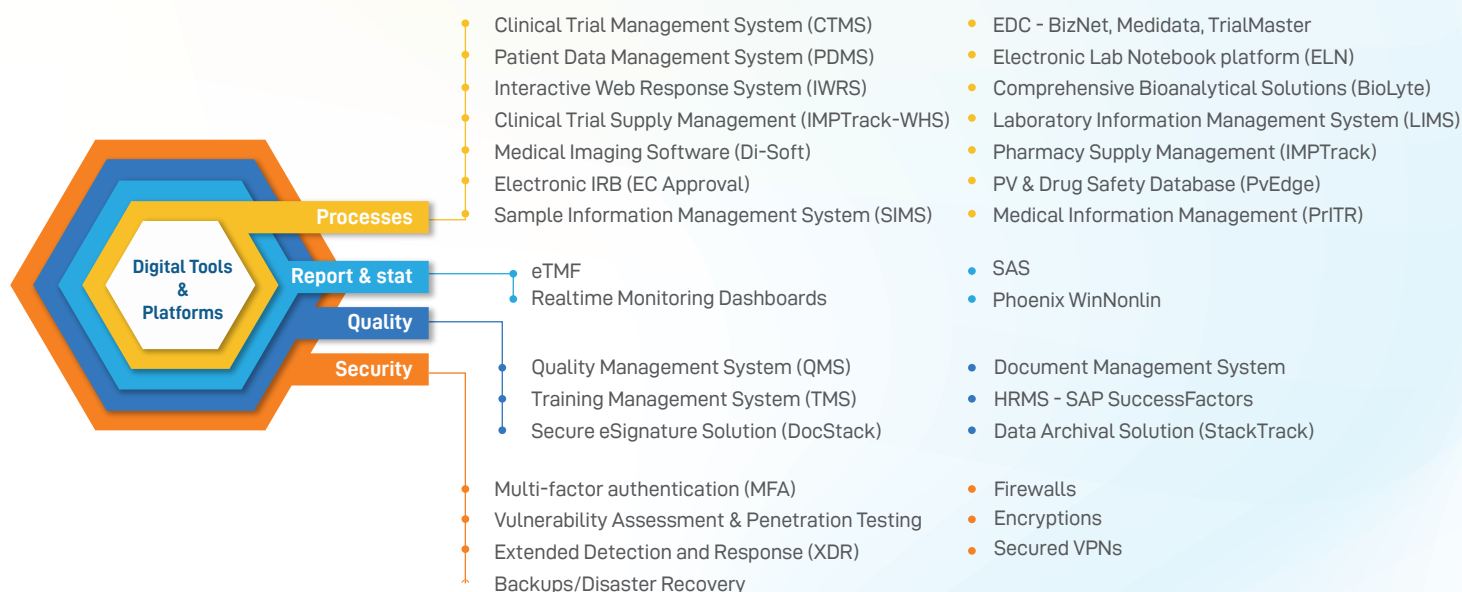 Digital Tools
&
Platforms
Processes
Clinical Trial Management System (CTMS)
Patient Data Management System (PDMS)
Interactive Web Response System (IWRS)
Clinical Trial Supply Management (IMPTrack-WHS)
Medical Imaging Software (Di-Soft)
Electronic IRB (EC Approval)
Sample Information Management System (SIMS)
EDC - BizNet, Medidata, TrialMaster
Electronic Lab Notebook platform (ELN)
Comprehensive Bioanalytical Solutions (BioLyte)
Laboratory Information Management System (LIMS)
Pharmacy Supply Management (IMPTrack)
PV & Drug Safety Database (PvEdge)
Medical Information Management (PrITR)
Report & stat
eTMF
Realtime Monitoring Dashboards
SAS
Phoenix WinNonlin
Quality
Quality Management System (QMS)
Training Management System (TMS)
Secure eSignature Solution (DocStack)
Document Management System
HRMS - SAP SuccessFactors
Data Archival Solution (StackTrack)
Security
Multi-factor authentication (MFA)
Vulnerability Assessment & Penetration Testing
Extended Detection and Response (XDR)
Backups/Disaster Recovery
Firewalls
Encryptions
Secured VPNs